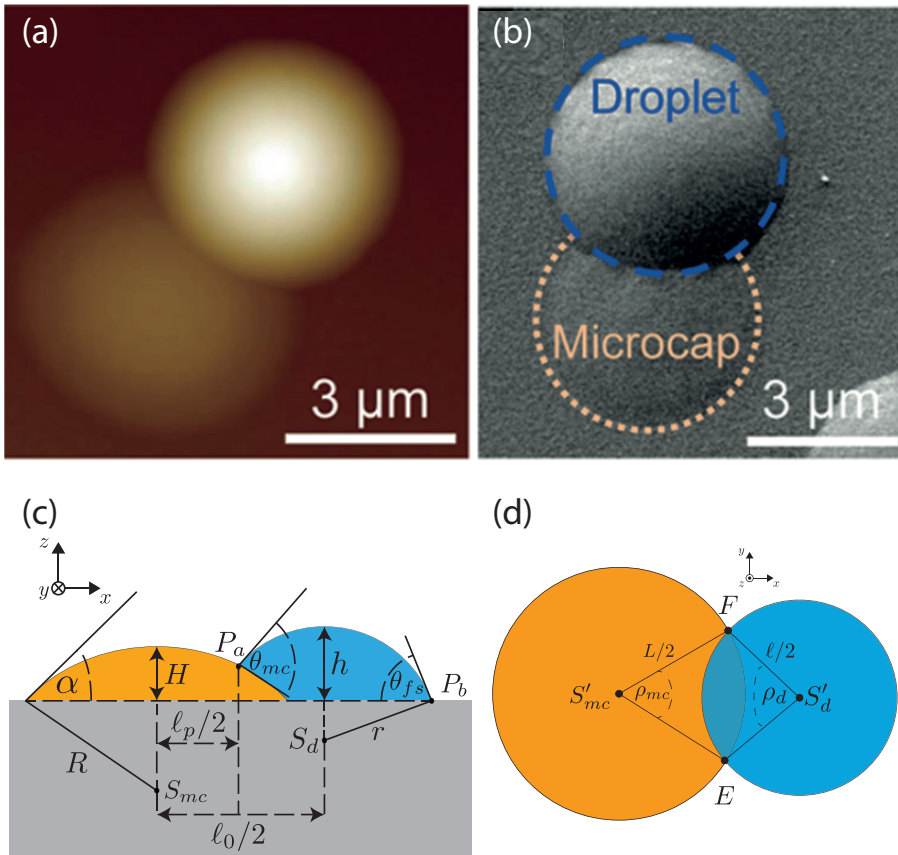 (a)
3 μm
(b)
Droplet
Microcap
3 μm
(c)
z
y
x
α
H
P_a
θ_mc
h
θ_fs
P_b
ℓ_p/2
S_d
r
R
S_mc
ℓ_0/2
(d)
y
z
x
F
L/2
ℓ/2
S'_mc
ρ_mc
ρ_d
S'_d
E